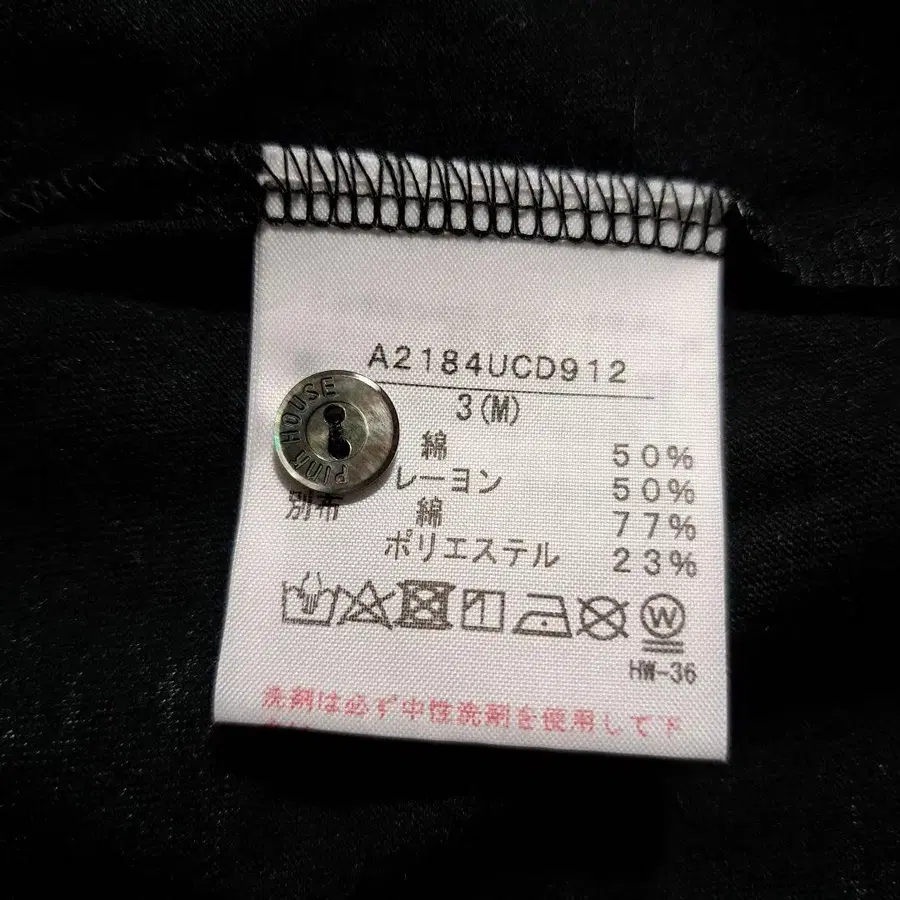 A2184UCD912
3(M)
PINK HOUSE
綿 50%
レーヨン 50%
別布 綿 77%
ポリエステル 23%
W
HW-36
洗剤は必ず中性洗剤を使用して下